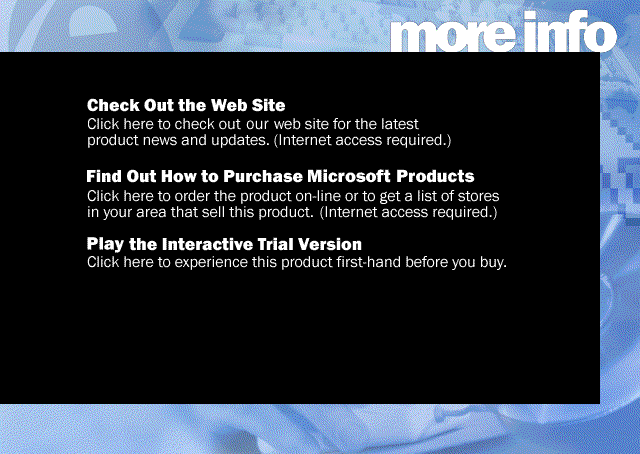 more info
Check Out the Web Site
Click here to check out our web site for the latest
product news and updates. (Internet access required.)
Find Out How to Purchase Microsoft Products
Click here to order the product on-line or to get a list of stores
in your area that sell this product. (Internet access required.)
Play the Interactive Trial Version
Click here to experience this product first-hand before you buy.